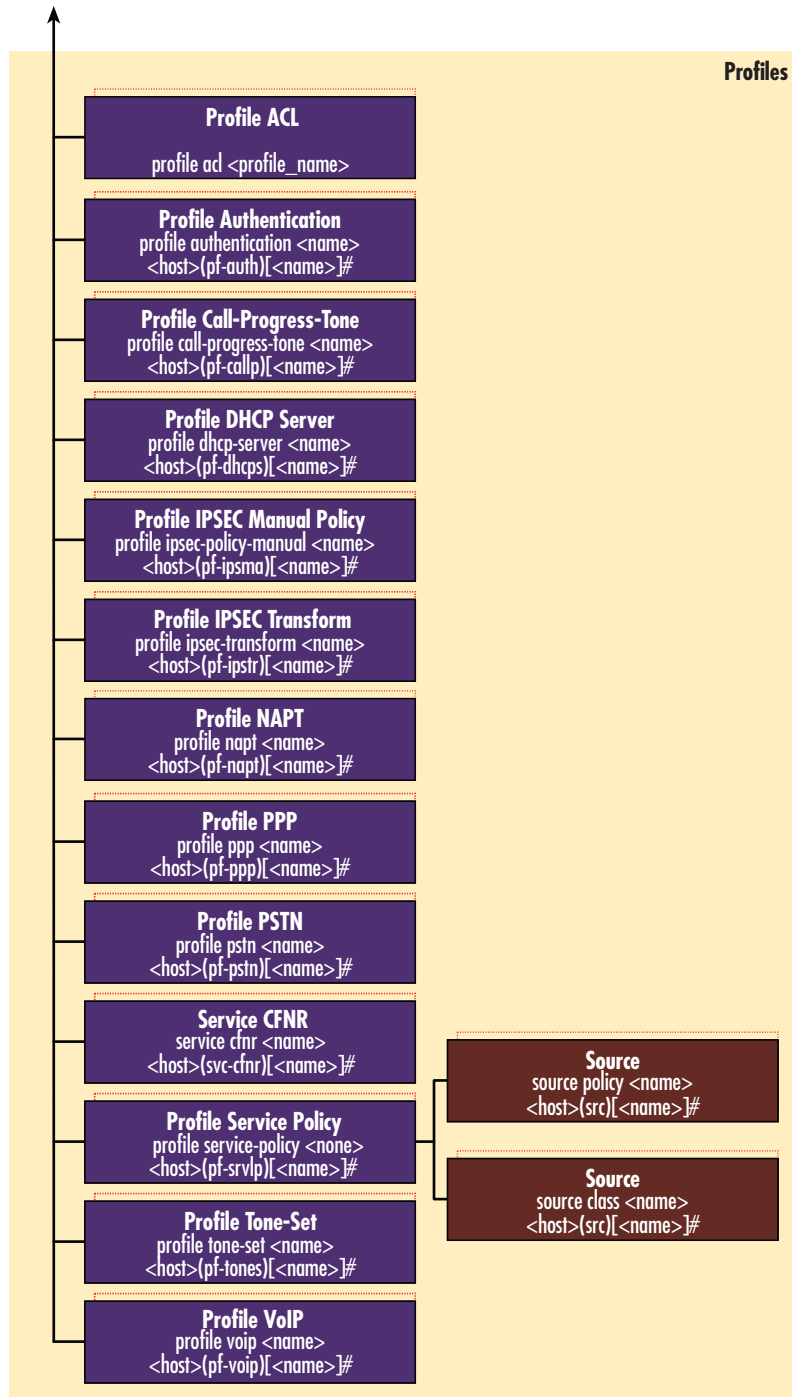 Profiles
Profile ACL
profile acl <profile_name>
Profile Authentication
profile authentication <name>
<host>(pf-auth)[<name>]#
Profile Call-Progress-Tone
profile call-progress-tone <name>
<host>(pf-callp)[<name>]#
Profile DHCP Server
profile dhcp-server <name>
<host>(pf-dhcps)[<name>]#
Profile IPSEC Manual Policy
profile ipsec-policy-manual <name>
<host>(pf-ipsma)[<name>]#
Profile IPSEC Transform
profile ipsec-transform <name>
<host>(pf-ipstr)[<name>]#
Profile NAPT
profile napt <name>
<host>(pf-napt)[<name>]#
Profile PPP
profile ppp <name>
<host>(pf-ppp)[<name>]#
Profile PSTN
profile pstn <name>
<host>(pf-pstn)[<name>]#
Service CFNR
service cfnr <name>
<host>(svc-cfnr)[<name>]#
Profile Service Policy
profile service-policy <none>
<host>(pf-srvlp)[<name>]#
Source
source policy <name>
<host>(src)[<name>]#
Source
source class <name>
<host>(src)[<name>]#
Profile Tone-Set
profile tone-set <name>
<host>(pf-tones)[<name>]#
Profile VoIP
profile voip <name>
<host>(pf-voip)[<name>]#